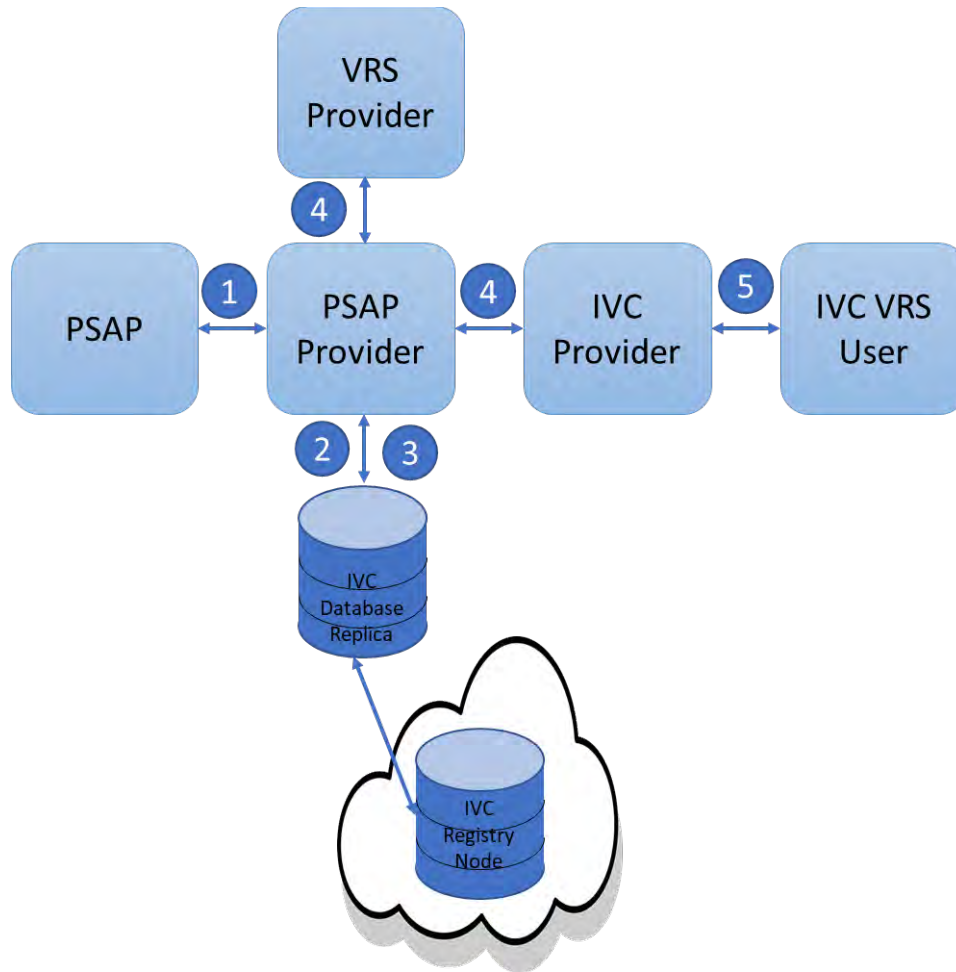 VRS
Provider
4
PSAP
1
PSAP
Provider
4
IVC
Provider
5
IVC VRS
User
2
3
IVC
Database
Replica
IVC
Registry
Node